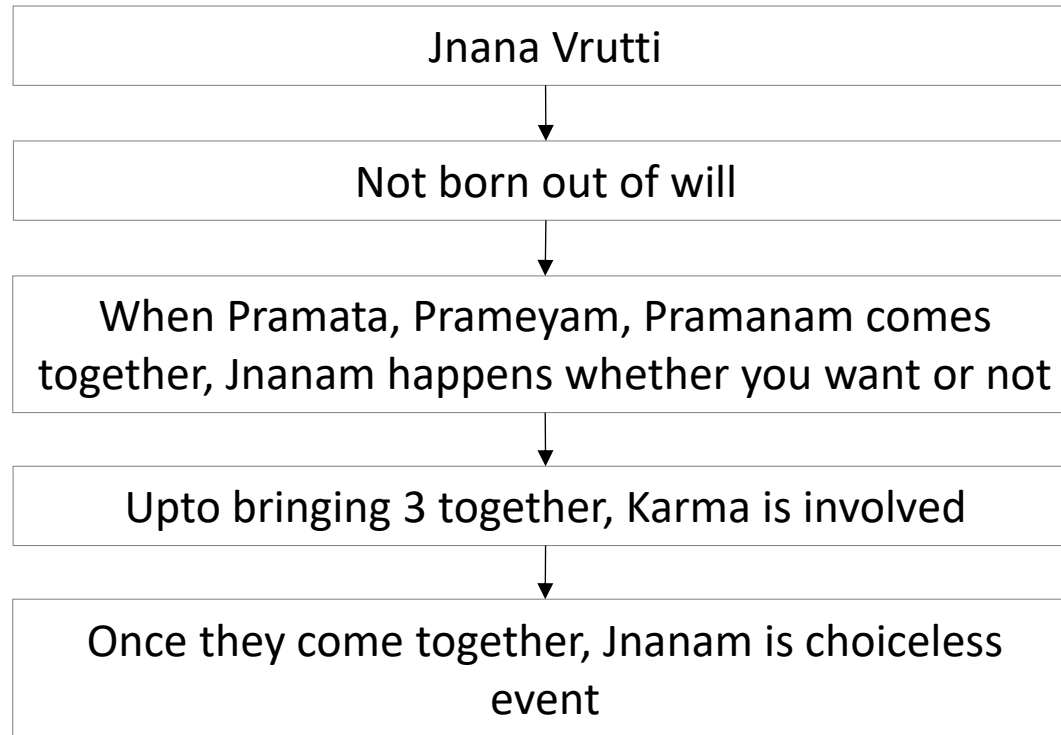 Jnana Vrutti
Not born out of will
When Pramata, Prameyam, Pramanam comes
together, Jnanam happens whether you want or not
Upto bringing 3 together, Karma is involved
Once they come together, Jnanam is choiceless
event